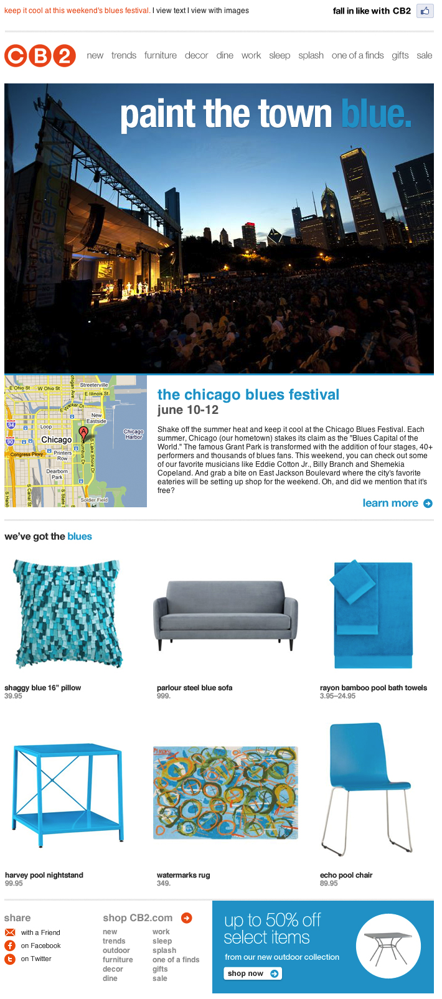 keep it cool at this weekend's blues festival. I view text I view with images
fall in like with CB2
CB2
new trends furniture decor dine work sleep splash one of a finds gifts sale
paint the town blue.
Streeterville
E Ohio St
W Ohio St
E Illinois St
E Wacker Dr
New
Eastside
Loop
A
Chicago
Chicago
Harbor
Congress Pkwy
Printers
Row
S Lake Shore Dr
Dearborn
Park
S Canal St
S State S
Soldier Field
94
90
the chicago blues festival
june 10-12
Shake off the summer heat and keep it cool at the Chicago Blues Festival. Each
summer, Chicago (our hometown) stakes its claim as the "Blues Capital of the
World." The famous Grant Park is transformed with the addition of four stages, 40+
performers and thousands of blues fans. This weekend, you can check out some
of our favorite musicians like Eddie Cotton Jr., Billy Branch and Shemekia
Copeland. And grab a bite on East Jackson Boulevard where the city's favorite
eateries will be setting up shop for the weekend. Oh, and did we mention that it's
free?
learn more
we've got the blues
shaggy blue 16" pillow
39.95
parlour steel blue sofa
999.
rayon bamboo pool bath towels
3.95–24.95
harvey pool nightstand
99.95
watermarks rug
349.
echo pool chair
89.95
share
with a Friend
on Facebook
on Twitter
shop CB2.com
new
trends
outdoor
furniture
decor
dine
work
sleep
splash
one of a finds
gifts
sale
up to 50% off
select items
from our new outdoor collection
shop now